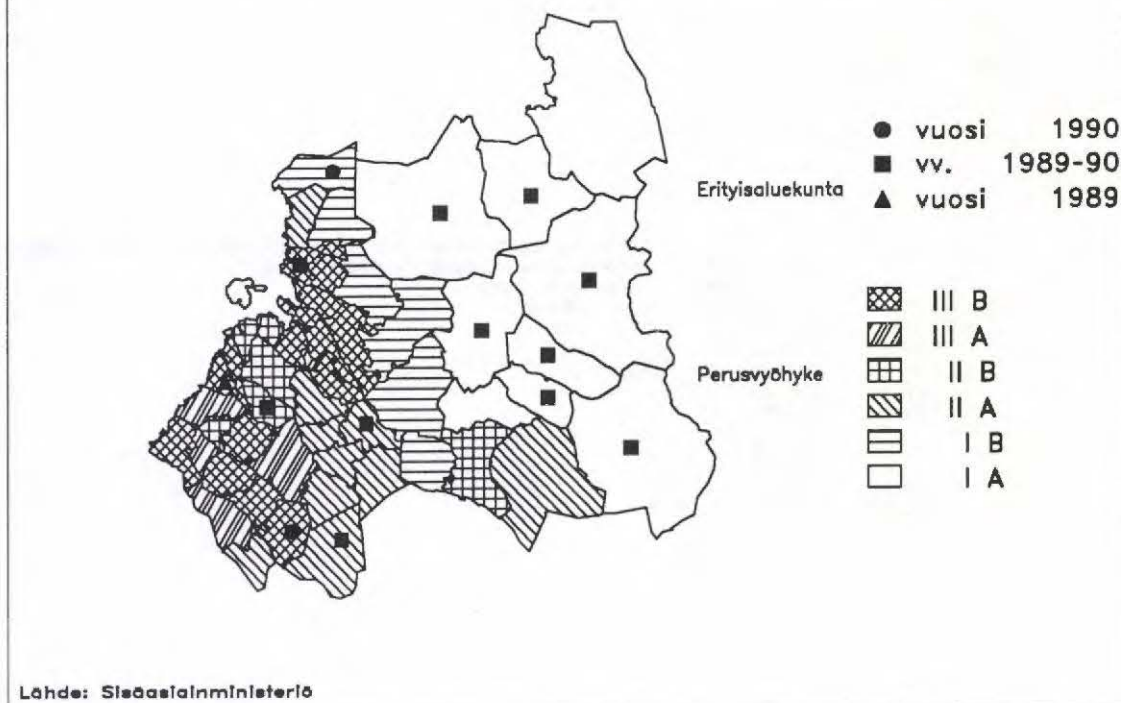 ● vuosi 1990
■ vv. 1989-90
▲ vuosi 1989
Erityisaluekunta
III B
III A
II B
II A
I B
I A
Perusvyöhyke
Lähde: Sisäasiainministeriö